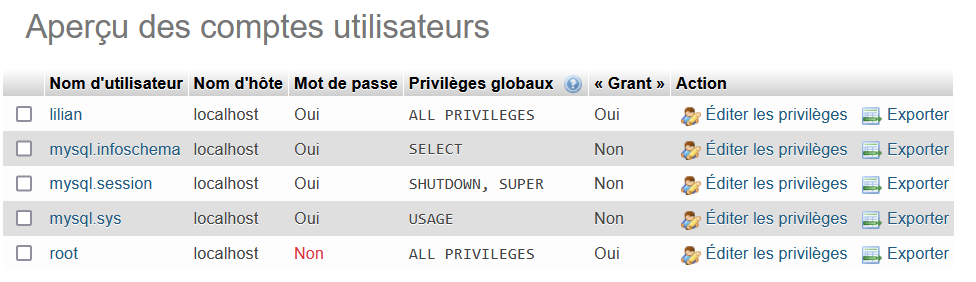 Aperçu des comptes utilisateurs
Nom d'utilisateur Nom d'hôte Mot de passe Privilèges globaux ? « Grant » Action
lilian localhost Oui ALL PRIVILEGES Oui Éditer les privilèges Exporter
mysql.infoschema localhost Oui SELECT Non Éditer les privilèges Exporter
mysql.session localhost Oui SHUTDOWN, SUPER Non Éditer les privilèges Exporter
mysql.sys localhost Oui USAGE Non Éditer les privilèges Exporter
root localhost Non ALL PRIVILEGES Oui Éditer les privilèges Exporter